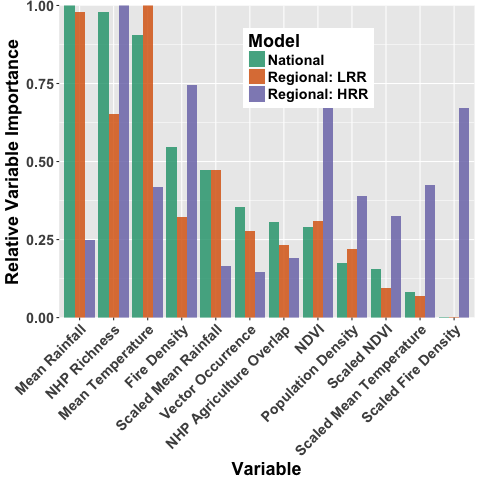 Relative Variable Importance
1.00
0.75
0.50
0.25
0.00
Model
National
Regional: LRR
Regional: HRR
Mean Rainfall
NHP Richness
Mean Temperature
Fire Density
Scaled Mean Rainfall
Vector Occurrence
NHP Agriculture Overlap
NDVI
Population Density
Scaled NDVI
Scaled Mean Temperature
Scaled Fire Density
Variable